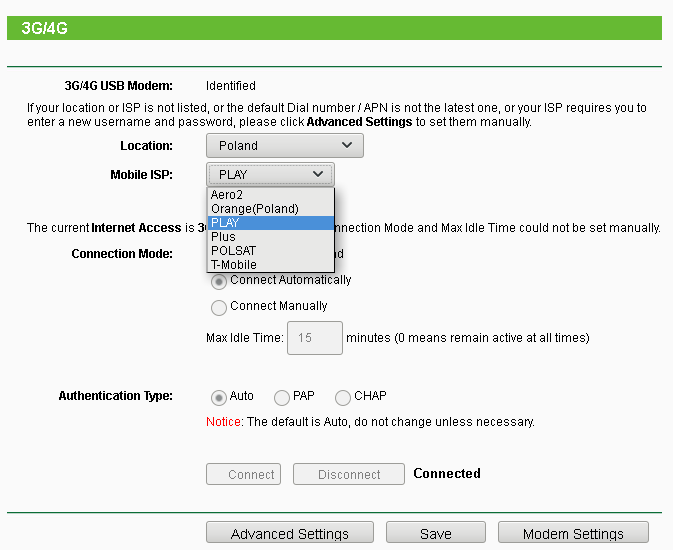 3G/4G
3G/4G USB Modem: Identified
If your location or ISP is not listed, or the default Dial number / APN is not the latest one, or your ISP requires you to
enter a new username and password, please click Advanced Settings to set them manually.
Location: Poland
Mobile ISP: PLAY
Aero2
Orange(Poland)
PLAY
Plus
POLSAT
T-Mobile
The current Internet Access is 3 Connection Mode and Max Idle Time could not be set manually.
Connection Mode:
Connect Automatically
Connect Manually
Max Idle Time: 15 minutes (0 means remain active at all times)
Authentication Type: Auto PAP CHAP
Notice: The default is Auto, do not change unless necessary.
Connect Disconnect Connected
Advanced Settings Save Modem Settings